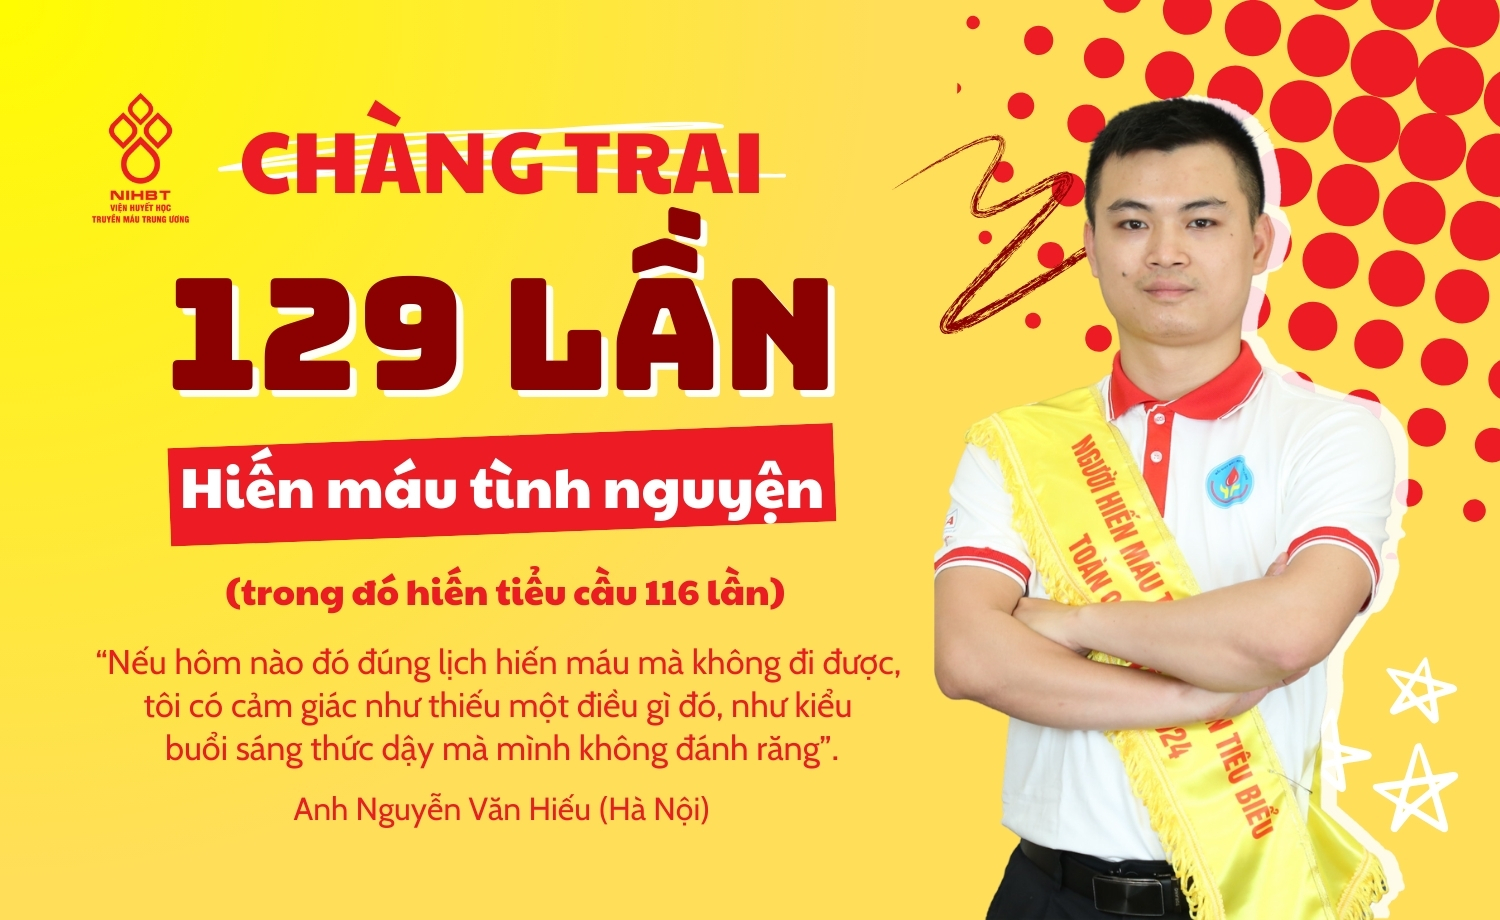 NIHBT
VIỆN HUYẾT HỌC
TRUYỀN MÁU TRUNG ƯƠNG
CHÀNG TRAI
129 LẦN
Hiến máu tình nguyện
(trong đó hiến tiểu cầu 116 lần)
“Nếu hôm nào đó đúng lịch hiến máu mà không đi được,
tôi có cảm giác như thiếu một điều gì đó, như kiểu
buổi sáng thức dậy mà mình không đánh răng”.
Anh Nguyễn Văn Hiếu (Hà Nội)
NGƯỜI HIẾN MÁU
TOÀN
TIÊU BIỂU
24